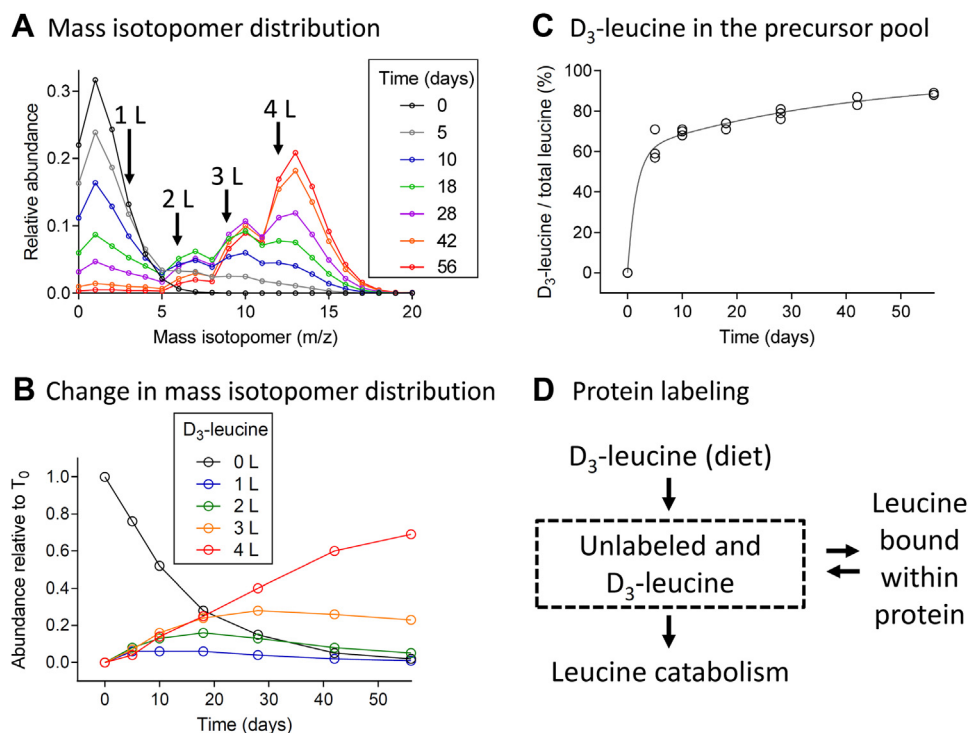 A Mass isotopomer distribution
Relative abundance
0.3
0.2
0.1
0.0
0
5
10
15
20
Mass isotopomer (m/z)
1 L
2 L
3 L
4 L
Time (days)
0
5
10
18
28
42
56
C D₃-leucine in the precursor pool
D₃-leucine / total leucine (%)
100
80
60
40
20
0
0
10
20
30
40
50
Time (days)
B Change in mass isotopomer distribution
D₃-leucine
0 L
1 L
2 L
3 L
4 L
Abundance relative to T₀
1.0
0.8
0.6
0.4
0.2
0.0
0
10
20
30
40
50
Time (days)
D Protein labeling
D₃-leucine (diet)
Unlabeled and
D₃-leucine
Leucine
bound
within
protein
Leucine catabolism